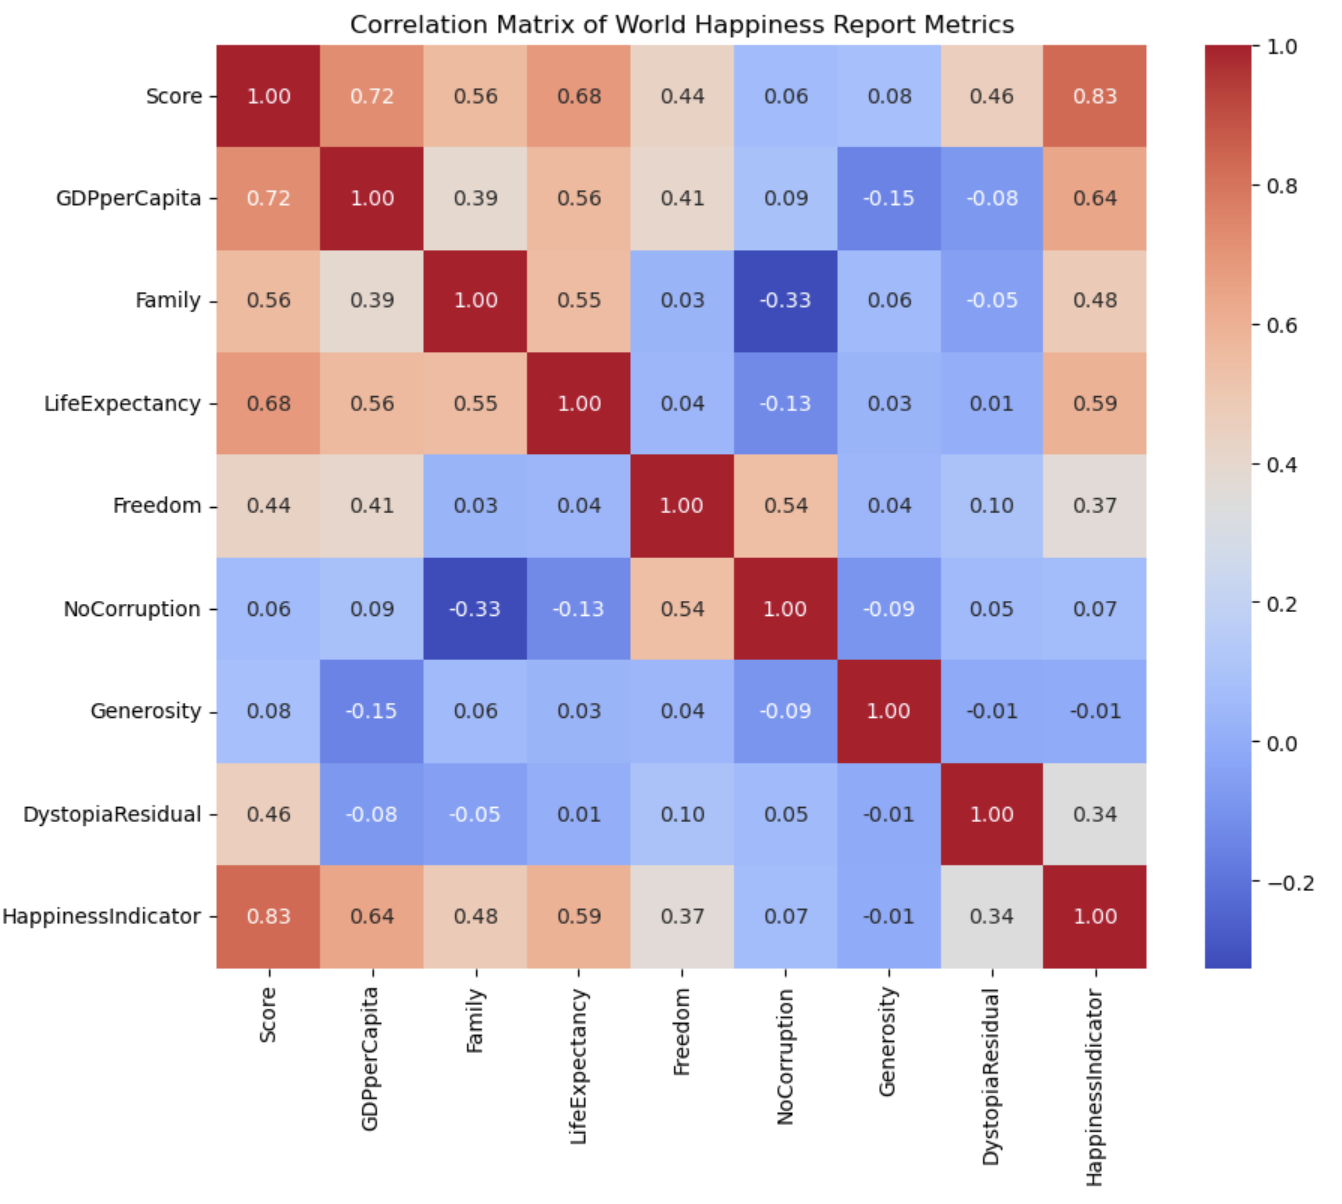 Correlation Matrix of World Happiness Report Metrics
Score 1.00 0.72 0.56 0.68 0.44 0.06 0.08 0.46 0.83
GDPperCapita 0.72 1.00 0.39 0.56 0.41 0.09 -0.15 -0.08 0.64
Family 0.56 0.39 1.00 0.55 0.03 -0.33 0.06 -0.05 0.48
LifeExpectancy 0.68 0.56 0.55 1.00 0.04 -0.13 0.03 0.01 0.59
Freedom 0.44 0.41 0.03 0.04 1.00 0.54 0.04 0.10 0.37
NoCorruption 0.06 0.09 -0.33 -0.13 0.54 1.00 -0.09 0.05 0.07
Generosity 0.08 -0.15 0.06 0.03 0.04 -0.09 1.00 -0.01 -0.01
DystopiaResidual 0.46 -0.08 -0.05 0.01 0.10 0.05 -0.01 1.00 0.34
HappinessIndicator 0.83 0.64 0.48 0.59 0.37 0.07 -0.01 0.34 1.00
Score
GDPperCapita
Family
LifeExpectancy
Freedom
NoCorruption
Generosity
DystopiaResidual
HappinessIndicator
1.0
0.8
0.6
0.4
0.2
0.0
−0.2